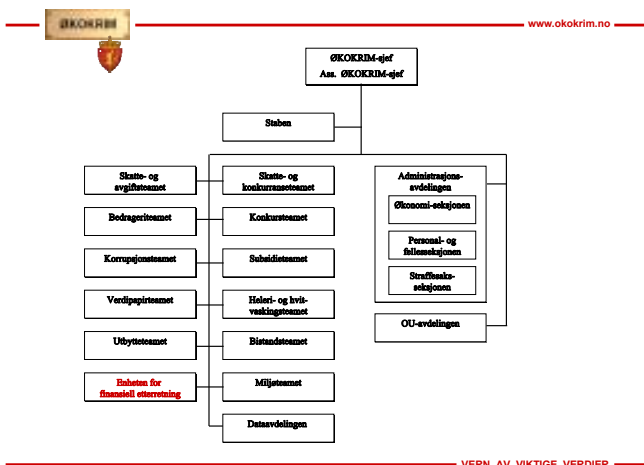 ØKOKRIM
www.okokrim.no
ØKOKRIM-sjef
Ass. ØKOKRIM-sjef
Staben
Skatte- og
avgiftsteamet
Skatte- og
konkurranseteamet
Administrasjons-
avdelingen
Økonomi-seksjonen
Bedrageriteamet
Konkursteamet
Personal- og
fellesseksjonen
Korrupsjonsteamet
Subsidieteamet
Straffesaks-
seksjonen
Verdipapirteamet
Heleri- og hvit-
vaskingsteamet
OU-avdelingen
Utbytteteamet
Bistandsteamet
Enheten for
finansiell etterretning
Miljøteamet
Dataavdelingen
VERN AV VIKTIGE VERDIER